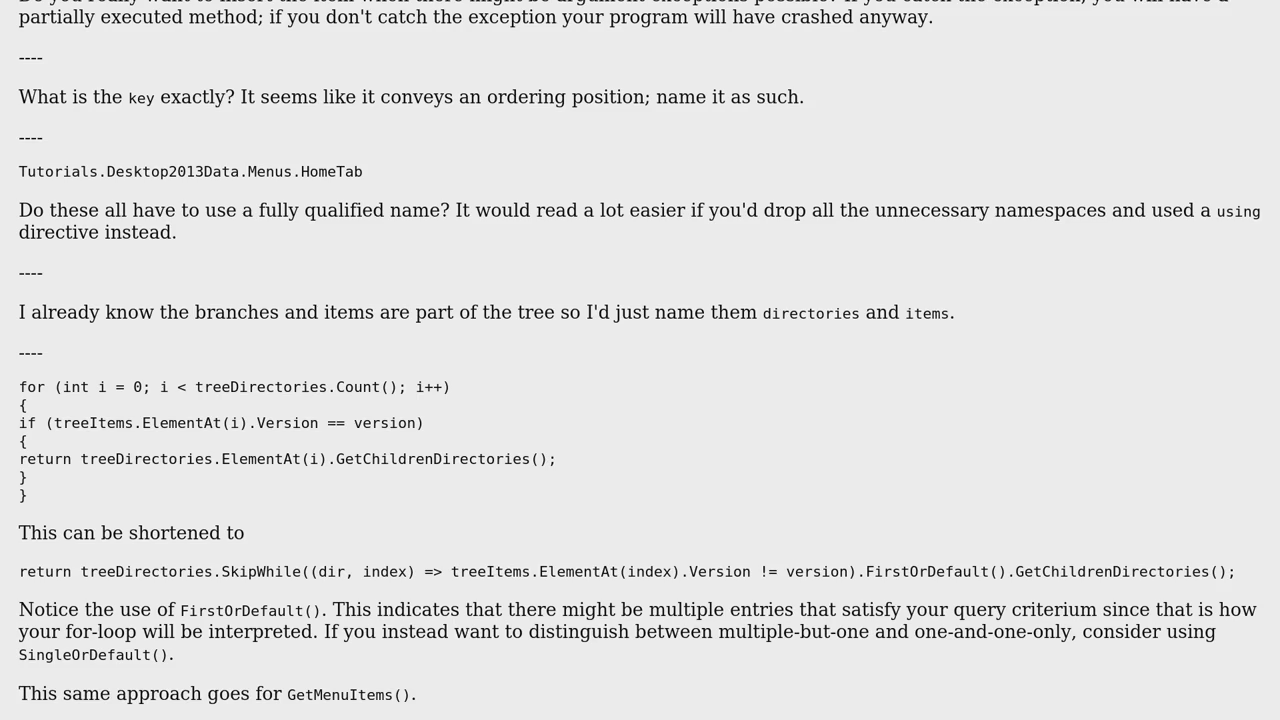 partially executed method; if you don't catch the exception your program will have crashed anyway.
----
What is the key exactly? It seems like it conveys an ordering position; name it as such.
----
Tutorials.Desktop2013Data.Menus.HomeTab
Do these all have to use a fully qualified name? It would read a lot easier if you'd drop all the unnecessary namespaces and used a using
directive instead.
----
I already know the branches and items are part of the tree so I'd just name them directories and items.
----
for (int i = 0; i < treeDirectories.Count(); i++)
{
if (treeItems.ElementAt(i).Version == version)
{
return treeDirectories.ElementAt(i).GetChildrenDirectories();
}
}
This can be shortened to
return treeDirectories.SkipWhile((dir, index) => treeItems.ElementAt(index).Version != version).FirstOrDefault().GetChildrenDirectories();
Notice the use of FirstOrDefault(). This indicates that there might be multiple entries that satisfy your query criterium since that is how
your for-loop will be interpreted. If you instead want to distinguish between multiple-but-one and one-and-one-only, consider using
SingleOrDefault().
This same approach goes for GetMenuItems().